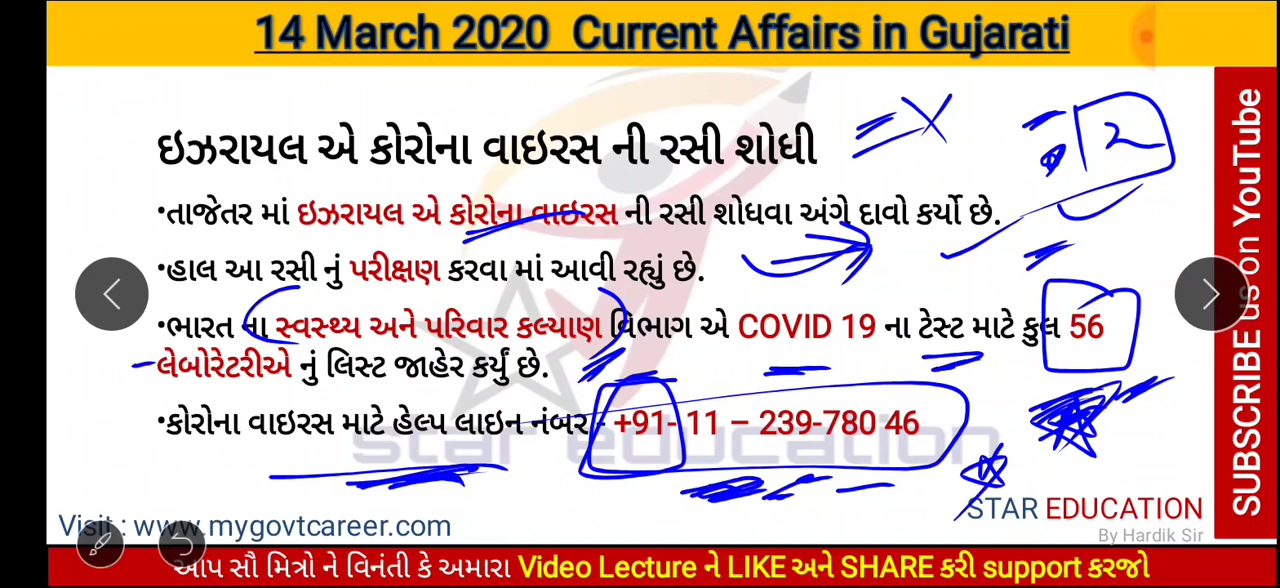 14 March 2020 Current Affairs in Gujarati
ઇઝરાયલ એ કોરોના વાઇરસ ની રસી શોધી
•તાજેતર માં ઇઝરાયલ એ કોરોના વાઇરસ ની રસી શોધવા અંગે દાવો કર્યો છે.
•હાલ આ રસી નું પરીક્ષણ કરવા માં આવી રહ્યું છે.
•ભારત ના સ્વસ્થ્ય અને પરિવાર કલ્યાણ વિભાગ એ COVID 19 ના ટેસ્ટ માટે કુલ 56
લેબોરેટરીએ નું લિસ્ટ જાહેર કર્યું છે.
•કોરોના વાઇરસ માટે હેલ્પ લાઇન નંબર - +91- 11 – 239-780 46
2
star education
STAR EDUCATION
By Hardik Sir
Visit : www.mygovtcareer.com
આપ સૌ મિત્રો ને વિનંતી કે અમારા Video Lecture ને LIKE અને SHARE કરી support કરજો
SUBSCRIBE us on YouTube